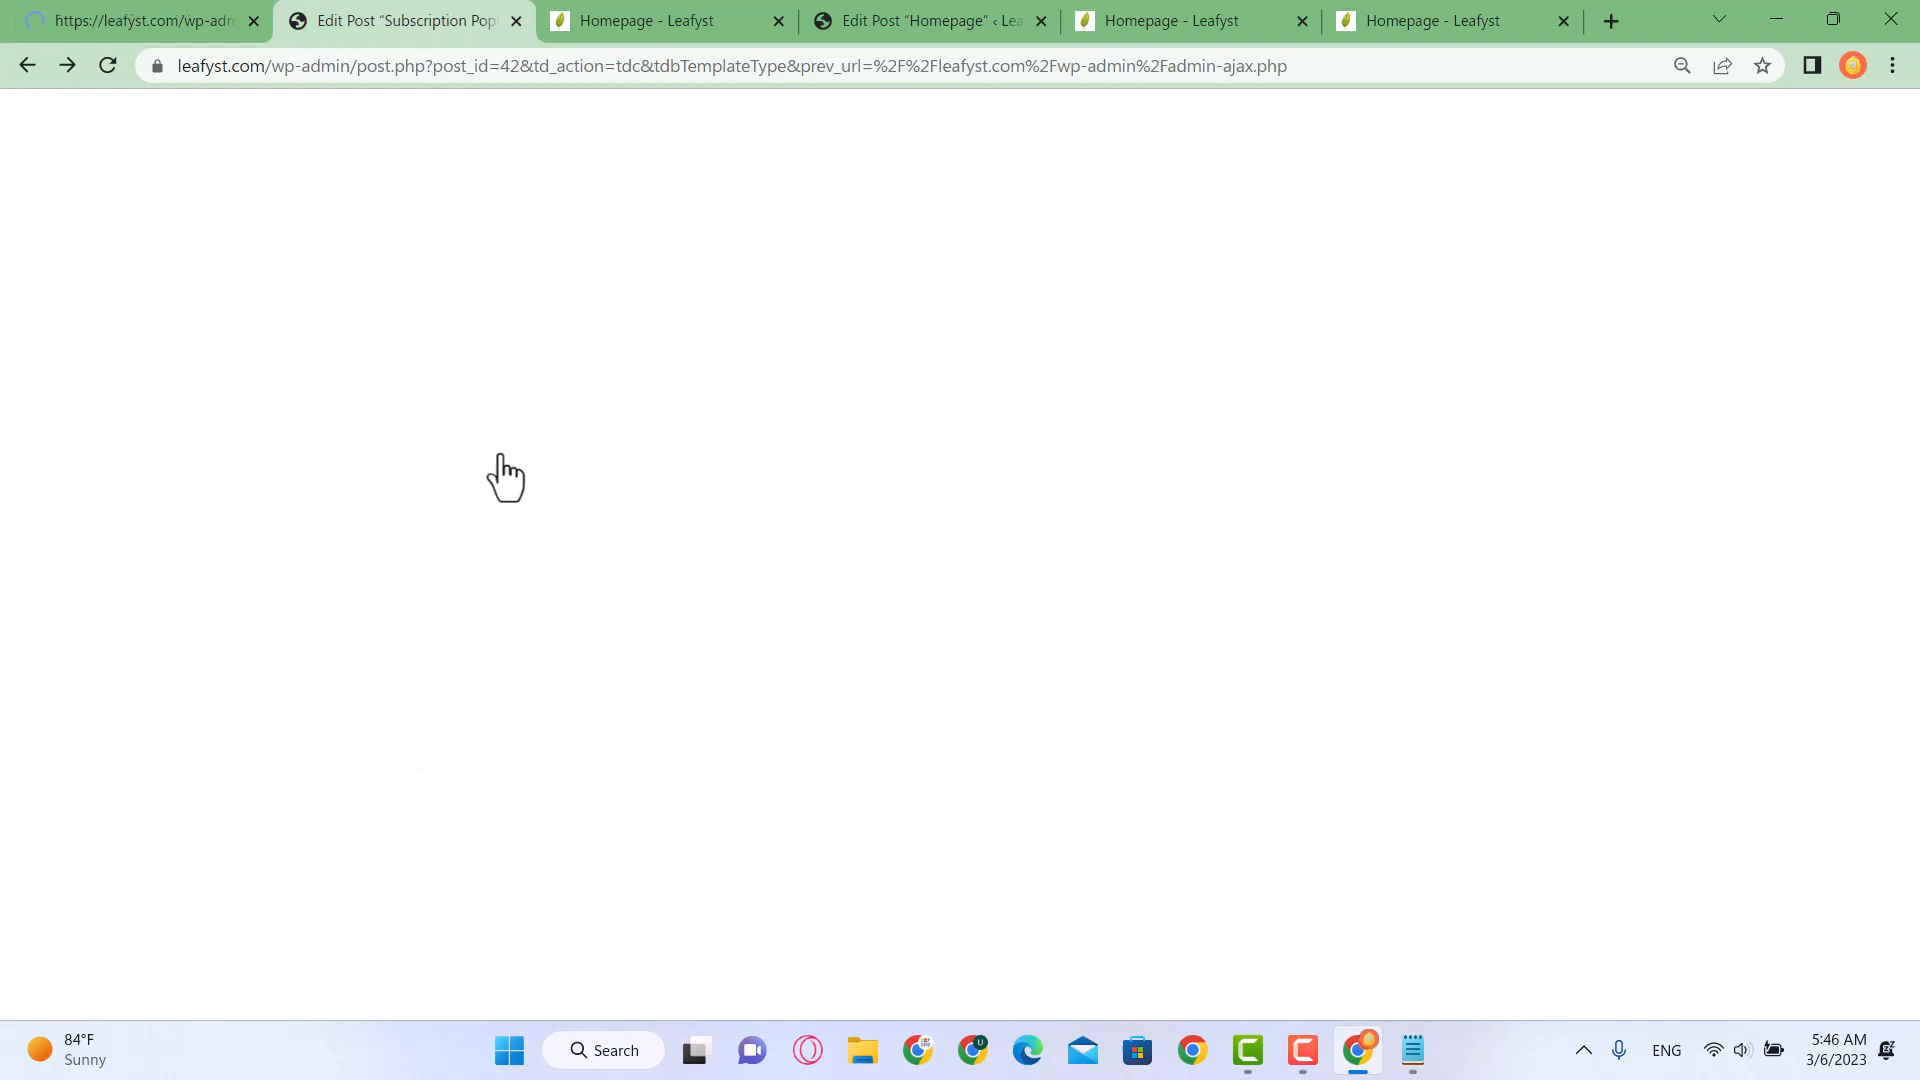 https://leafyst.com/wp-adm
Edit Post “Subscription Pop
Homepage - Leafyst
Edit Post “Homepage” ‹ Lea
Homepage - Leafyst
Homepage - Leafyst
leafyst.com/wp-admin/post.php?post_id=42&td_action=tdc&tdbTemplateType&prev_url=%2F%2Fleafyst.com%2Fwp-admin%2Fadmin-ajax.php
84°F
Sunny
Search
U
ENG
5:46 AM
3/6/2023